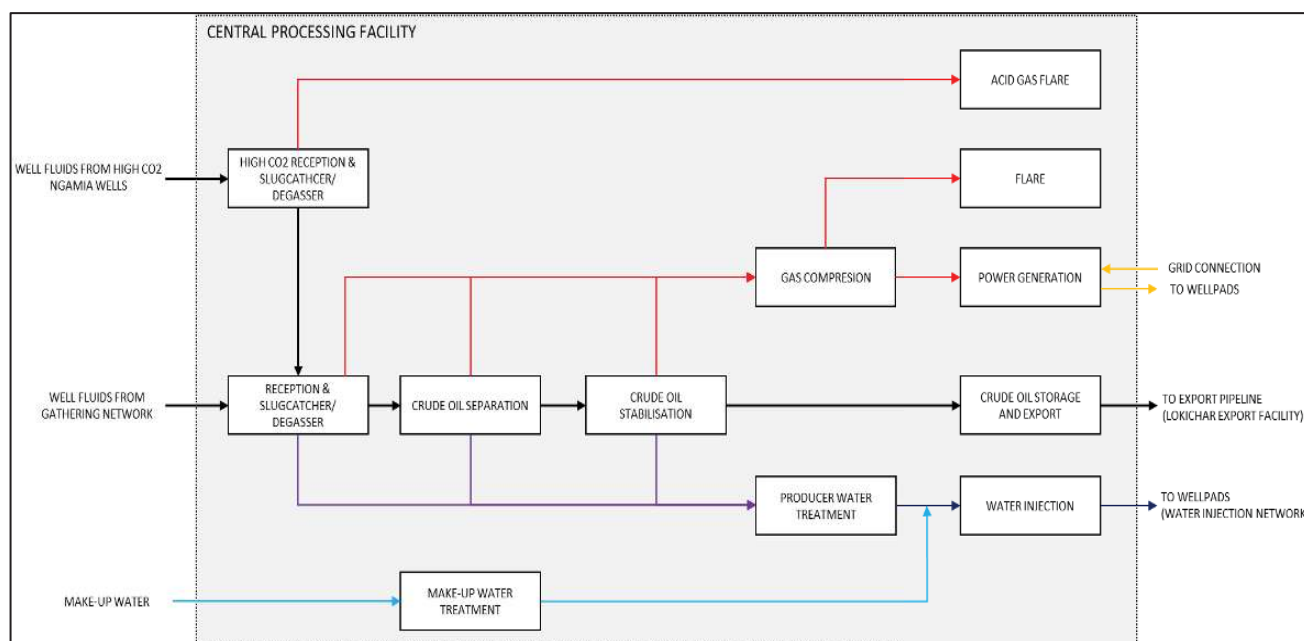 CENTRAL PROCESSING FACILITY
ACID GAS FLARE
WELL FLUIDS FROM HIGH CO2
NGAMIA WELLS
HIGH CO2 RECEPTION &
SLUGCATHCER/
DEGASSER
FLARE
GAS COMPRESION
POWER GENERATION
GRID CONNECTION
TO WELLPADS
WELL FLUIDS FROM
GATHERING NETWORK
RECEPTION &
SLUGCATCHER/
DEGASSER
CRUDE OIL SEPARATION
CRUDE OIL
STABILISATION
CRUDE OIL STORAGE
AND EXPORT
TO EXPORT PIPELINE
(LOKICHAR EXPORT FACILITY)
PRODUCER WATER
TREATMENT
WATER INJECTION
TO WELLPADS
(WATER INJECTION NETWORK
MAKE-UP WATER
MAKE-UP WATER
TREATMENT